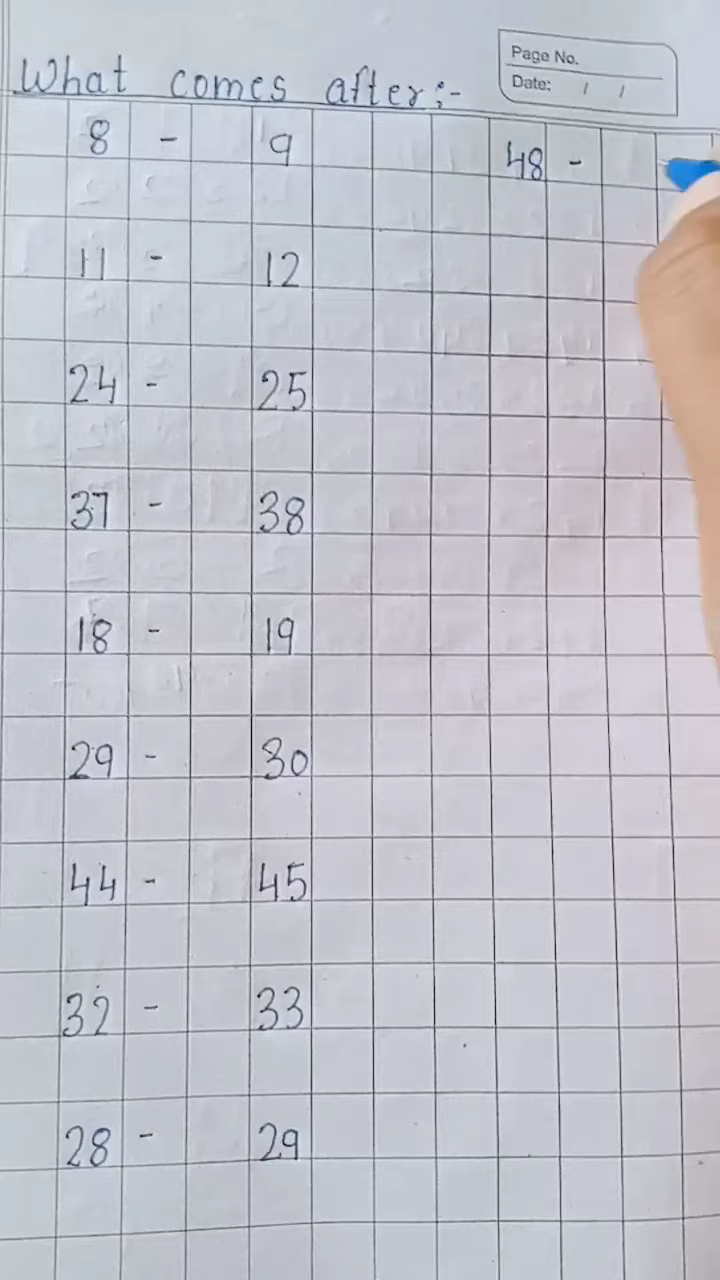 Page No.
Date: / /
What comes after:-
8 - 9 48 -
11 - 12
24 - 25
37 - 38
18 - 19
29 - 30
44 - 45
32 - 33
28 - 29